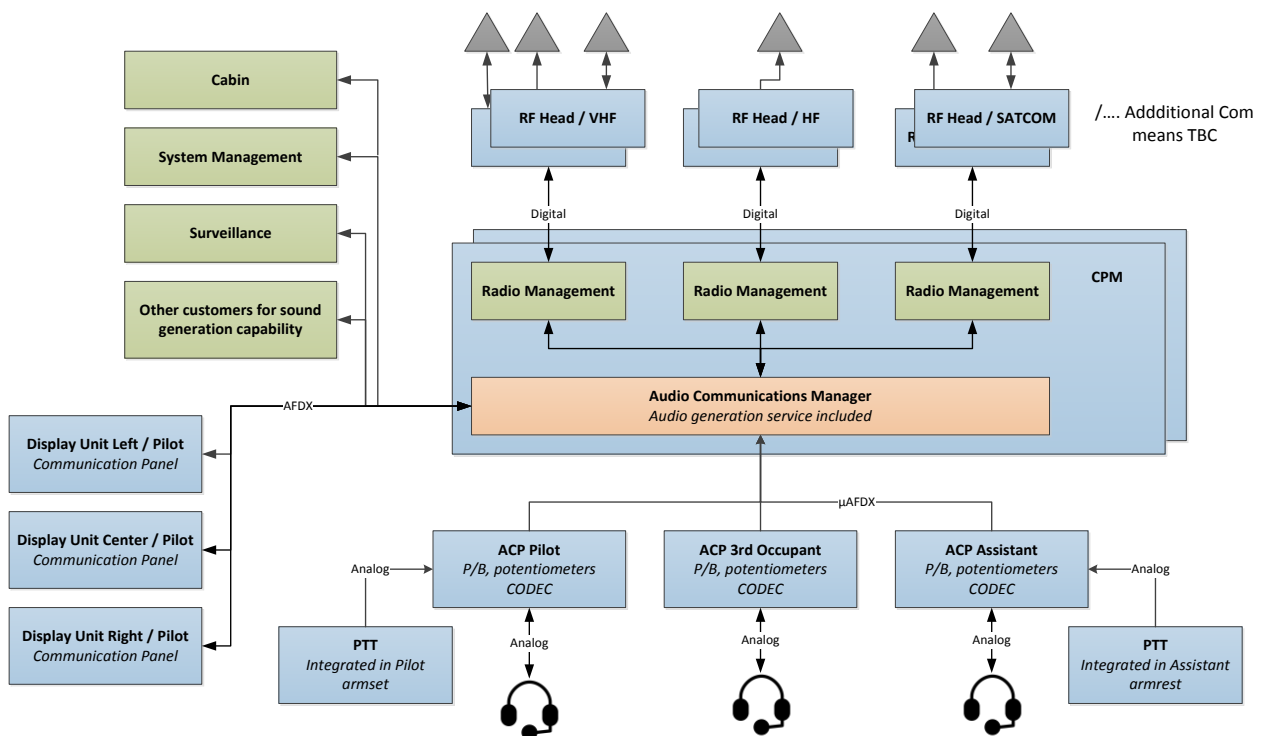 Cabin
System Management
Surveillance
Other customers for sound
generation capability
RF Head / VHF
RF Head / HF
RF Head / SATCOM
R
/…. Addditional Com
means TBC
Digital
Digital
Digital
CPM
Radio Management
Radio Management
Radio Management
Audio Communications Manager
Audio generation service included
AFDX
Display Unit Left / Pilot
Communication Panel
Display Unit Center / Pilot
Communication Panel
Display Unit Right / Pilot
Communication Panel
µAFDX
ACP Pilot
P/B, potentiometers
CODEC
ACP 3rd Occupant
P/B, potentiometers
CODEC
ACP Assistant
P/B, potentiometers
CODEC
Analog
Analog
Analog
Analog
Analog
PTT
Integrated in Pilot
armset
PTT
Integrated in Assistant
armrest